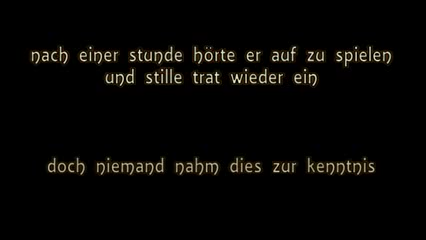 nach einer stunde hörte er auf zu spielen
und stille trat wieder ein
doch niemand nahm dies zur kenntnis